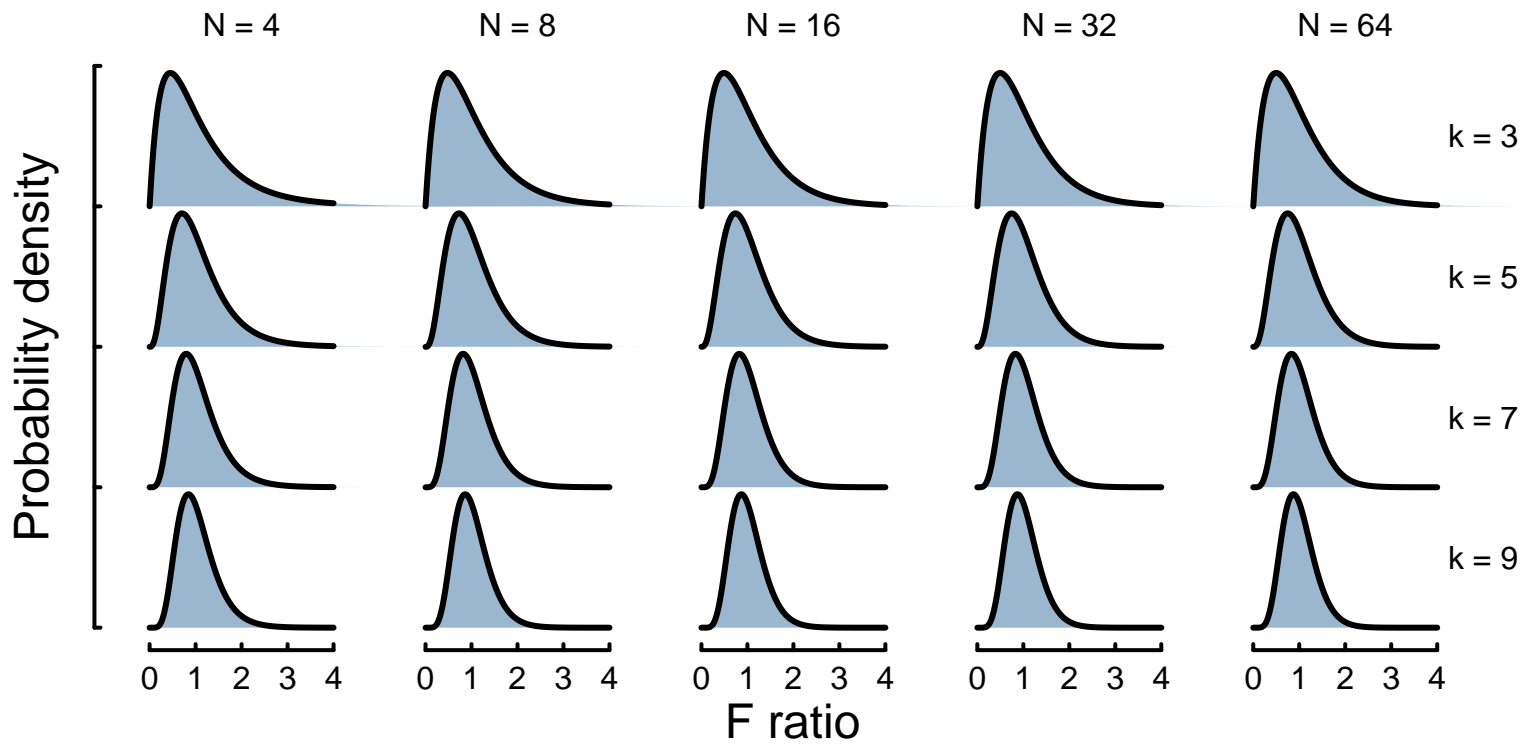 N = 4 N = 8 N = 16 N = 32 N = 64
k = 3
k = 5
k = 7
k = 9
Probability density
0 1 2 3 4 0 1 2 3 4 0 1 2 3 4 0 1 2 3 4 0 1 2 3 4
F ratio